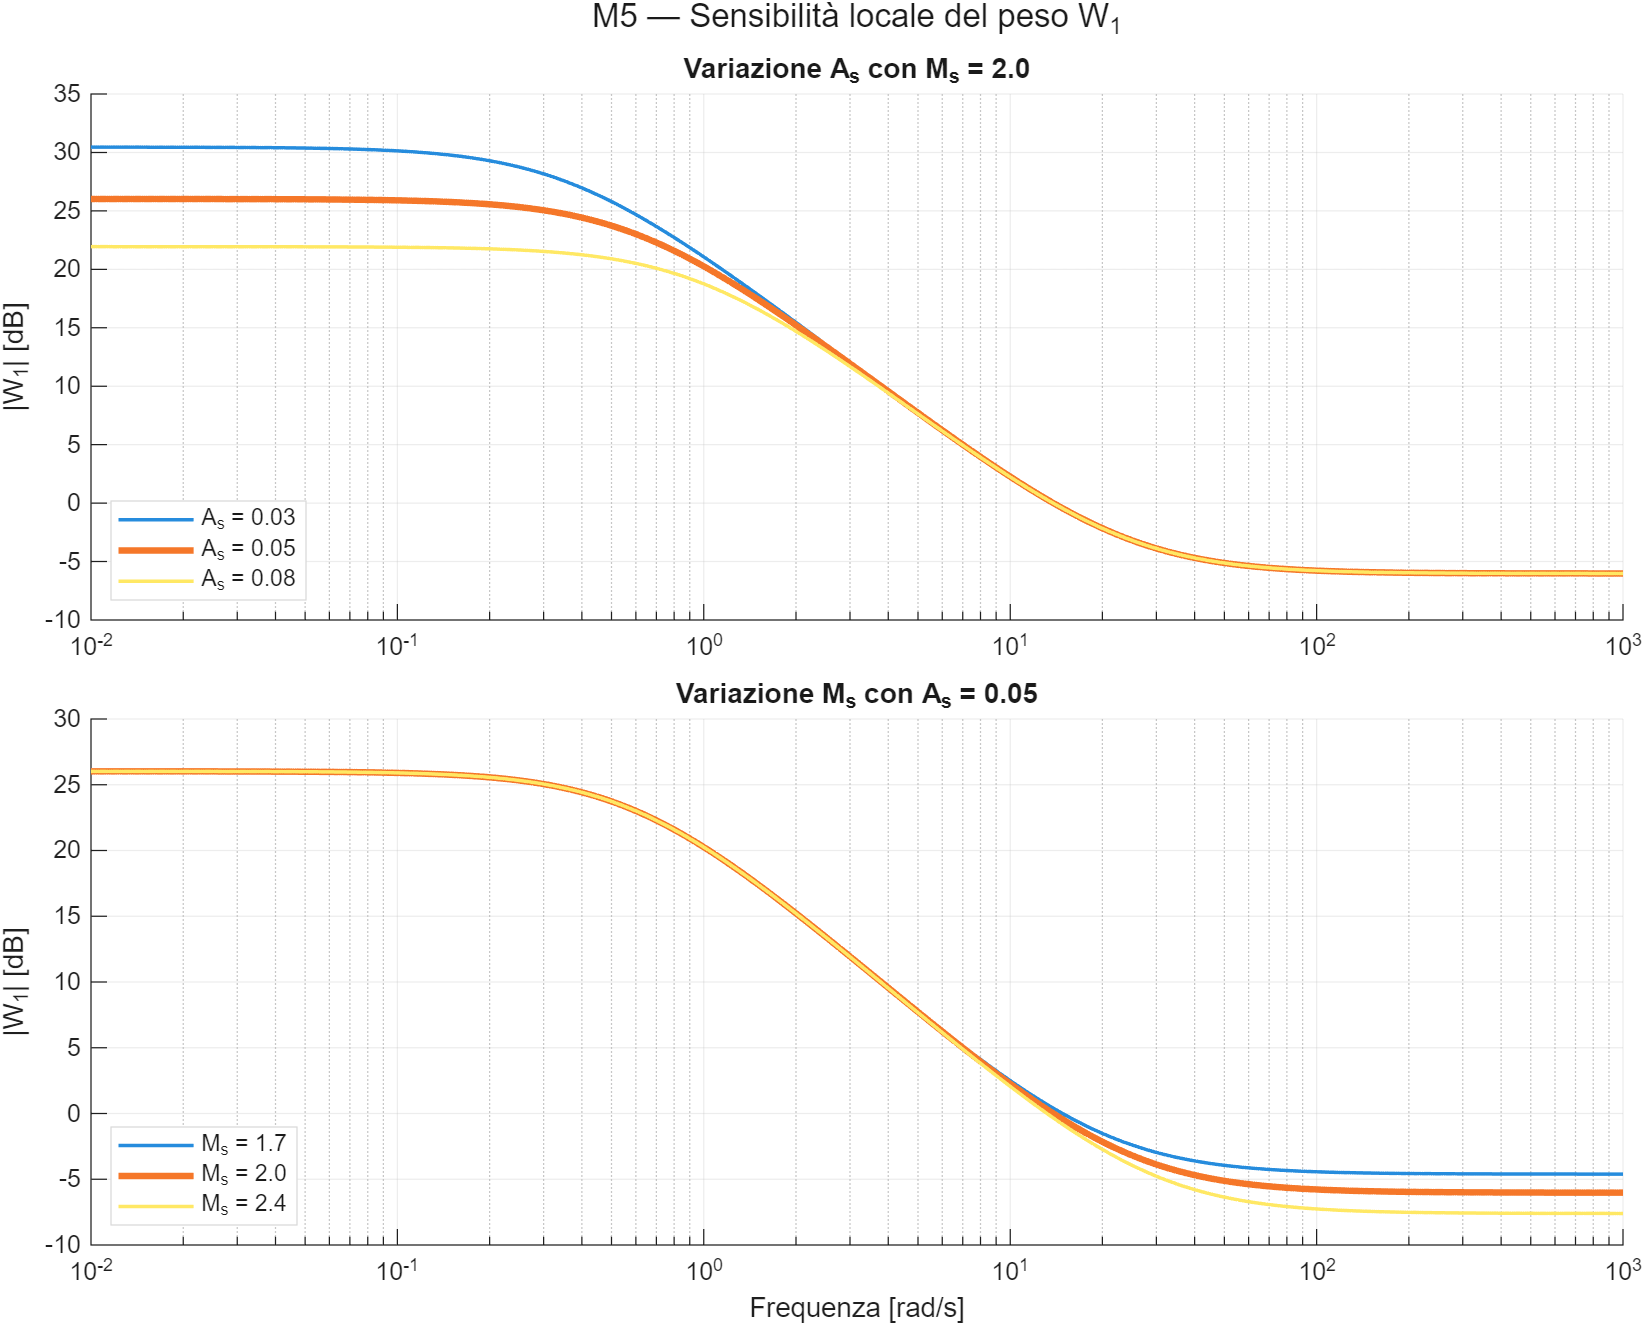 M5 — Sensibilità locale del peso W₁
Variazione Aₛ con Mₛ = 2.0
35
30
25
20
15
10
5
0
-5
-10
|W₁| [dB]
Aₛ = 0.03
Aₛ = 0.05
Aₛ = 0.08
10⁻² 10⁻¹ 10⁰ 10¹ 10² 10³
Variazione Mₛ con Aₛ = 0.05
30
25
20
15
10
5
0
-5
-10
|W₁| [dB]
Mₛ = 1.7
Mₛ = 2.0
Mₛ = 2.4
10⁻² 10⁻¹ 10⁰ 10¹ 10² 10³
Frequenza [rad/s]